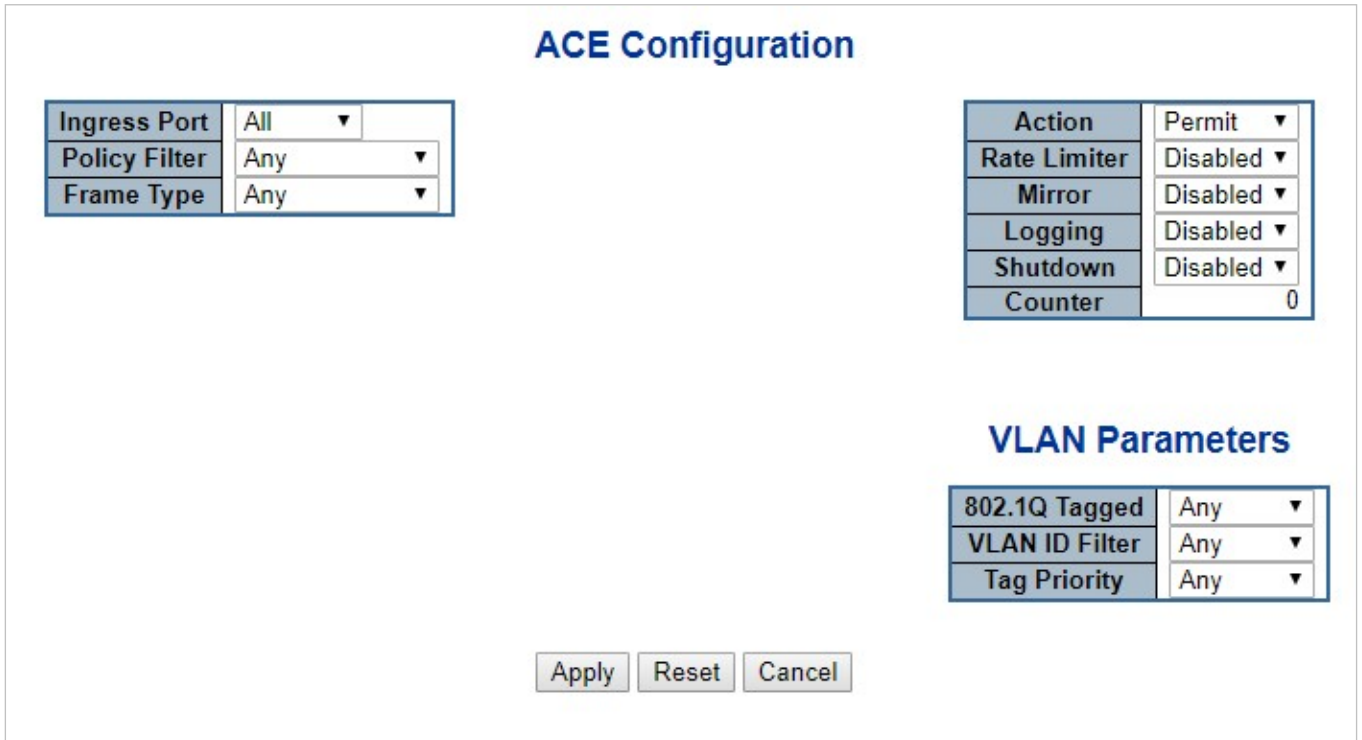 ACE Configuration
Ingress Port All
Policy Filter Any
Frame Type Any
Action Permit
Rate Limiter Disabled
Mirror Disabled
Logging Disabled
Shutdown Disabled
Counter 0
VLAN Parameters
802.1Q Tagged Any
VLAN ID Filter Any
Tag Priority Any
Apply Reset Cancel